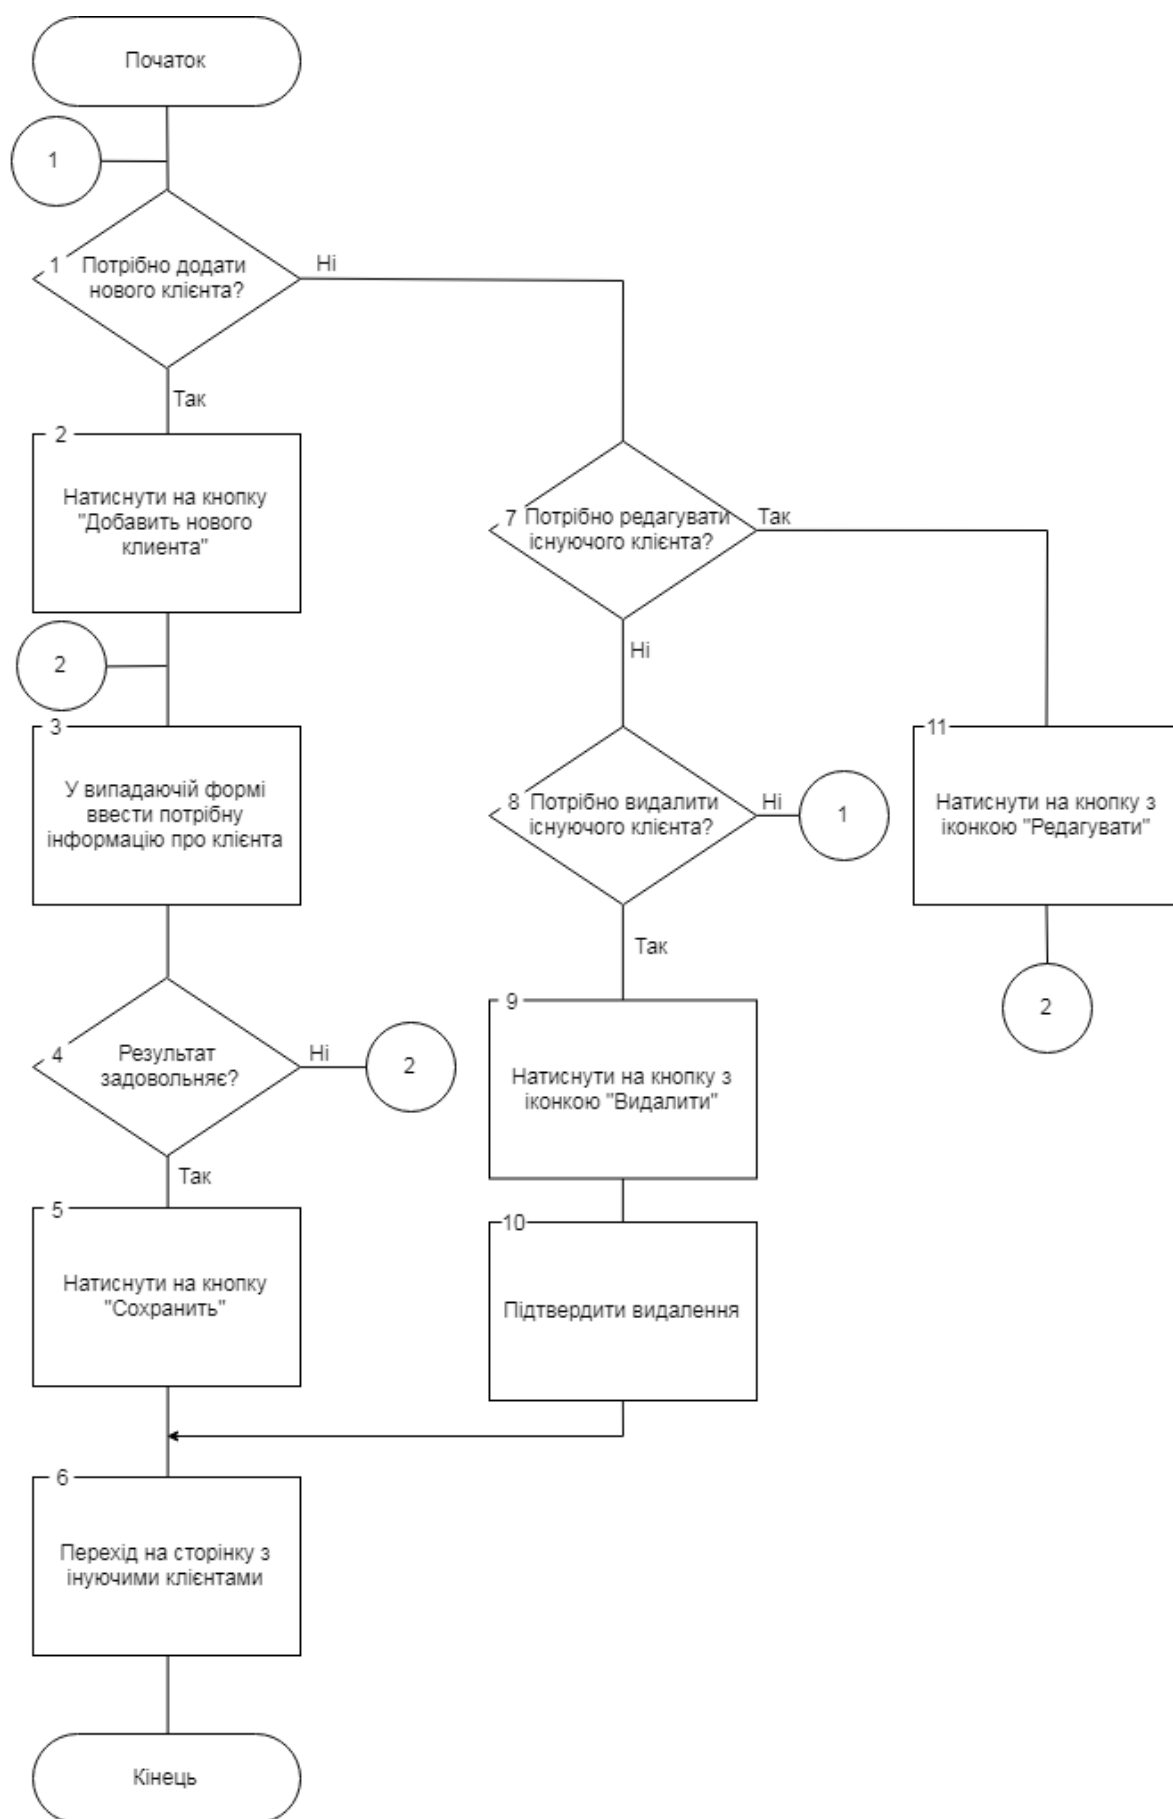 Початок
1
1
Потрібно додати
нового клієнта?
Ні
Так
2
Натиснути на кнопку
"Добавить нового
клиента"
2
3
У випадаючій формі
ввести потрібну
інформацію про клієнта
4
Результат
задовольняє?
Ні
2
Так
5
Натиснути на кнопку
"Сохранить"
6
Перехід на сторінку з
інуючими клієнтами
Кінець
7
Потрібно редагувати
існуючого клієнта?
Так
Ні
8
Потрібно видалити
існуючого клієнта?
Ні
1
Так
9
Натиснути на кнопку з
іконкою "Видалити"
10
Підтвердити видалення
11
Натиснути на кнопку з
іконкою "Редагувати"
2